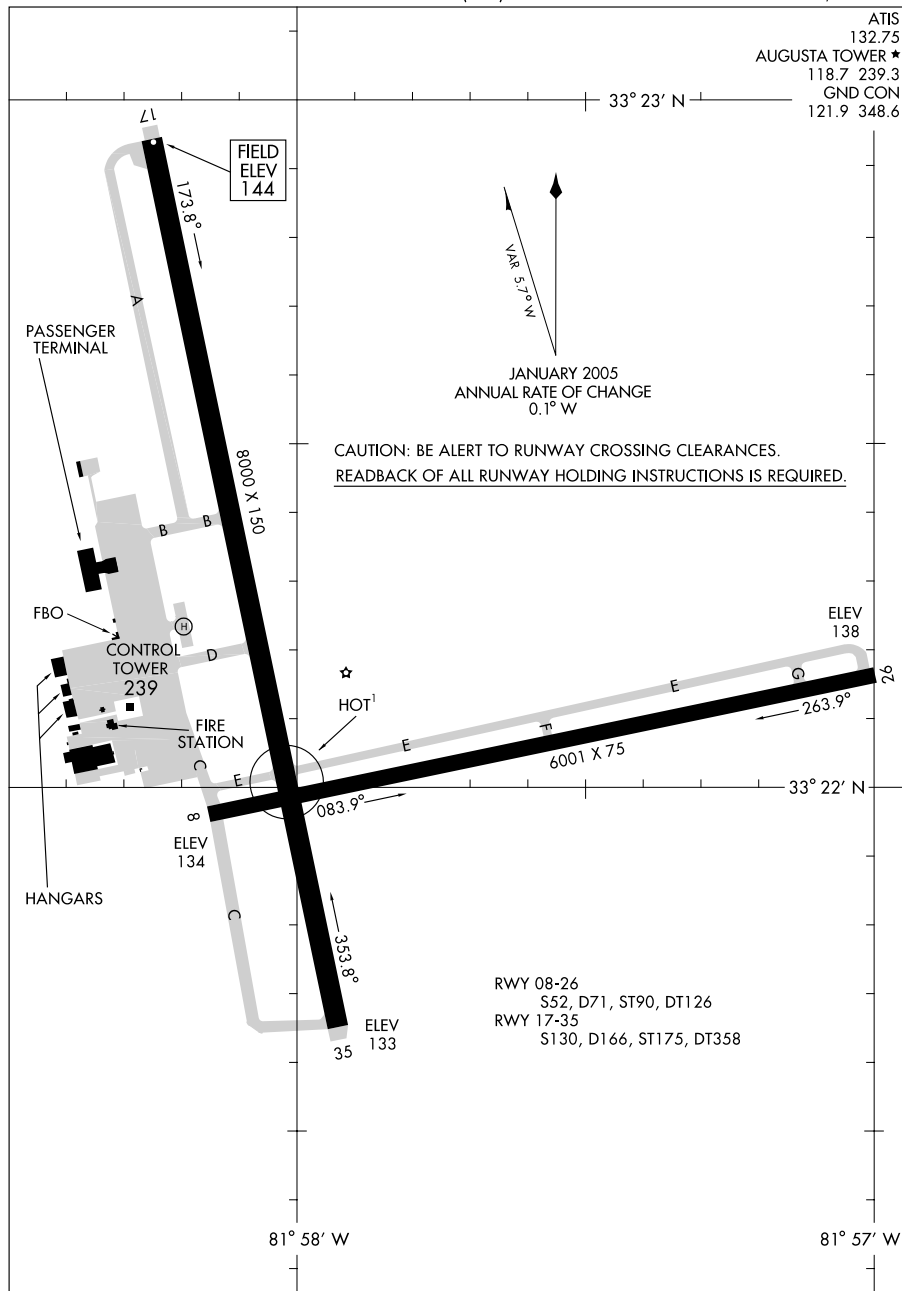 ATIS
132.75
AUGUSTA TOWER ★
118.7 239.3
GND CON
121.9 348.6
33° 23' N
17
FIELD
ELEV
144
173.8°
VAR 5.7° W
A
PASSENGER
TERMINAL
JANUARY 2005
ANNUAL RATE OF CHANGE
0.1° W
CAUTION: BE ALERT TO RUNWAY CROSSING CLEARANCES.
READBACK OF ALL RUNWAY HOLDING INSTRUCTIONS IS REQUIRED.
8000 X 150
B B
FBO
H
ELEV
138
CONTROL
TOWER
239
D
26
G
E
263.9°
HOT¹
FIRE
STATION
F
E
6001 X 75
C
E
33° 22' N
083.9°
8
ELEV
134
HANGARS
C
353.8°
RWY 08-26
S52, D71, ST90, DT126
RWY 17-35
S130, D166, ST175, DT358
ELEV
133
35
81° 58' W
81° 57' W